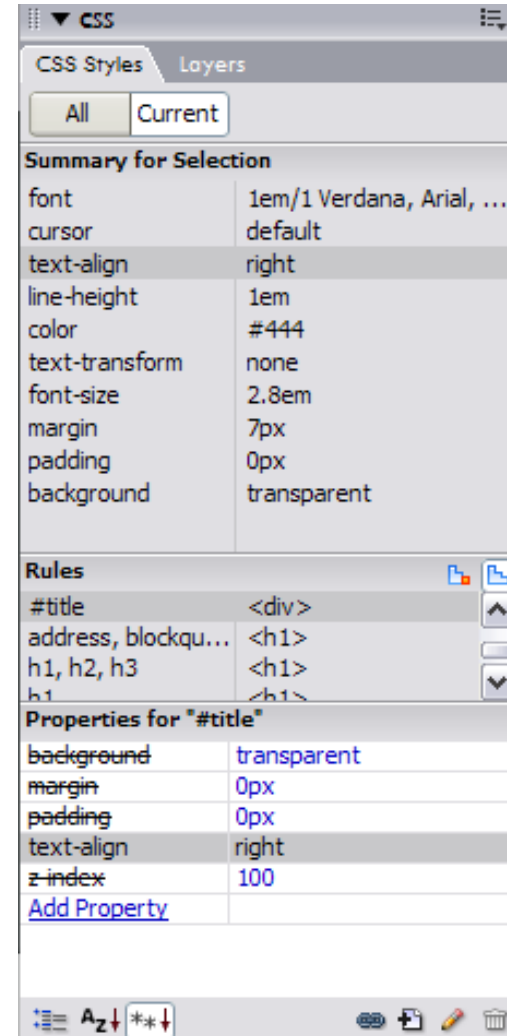 CSS
CSS Styles Layers
All Current
Summary for Selection
font 1em/1 Verdana, Arial, ...
cursor default
text-align right
line-height 1em
color #444
text-transform none
font-size 2.8em
margin 7px
padding 0px
background transparent
Rules
#title <div>
address, blockqu... <h1>
h1, h2, h3 <h1>
h1 <h1>
Properties for "#title"
background transparent
margin 0px
padding 0px
text-align right
z-index 100
Add Property
AZ **